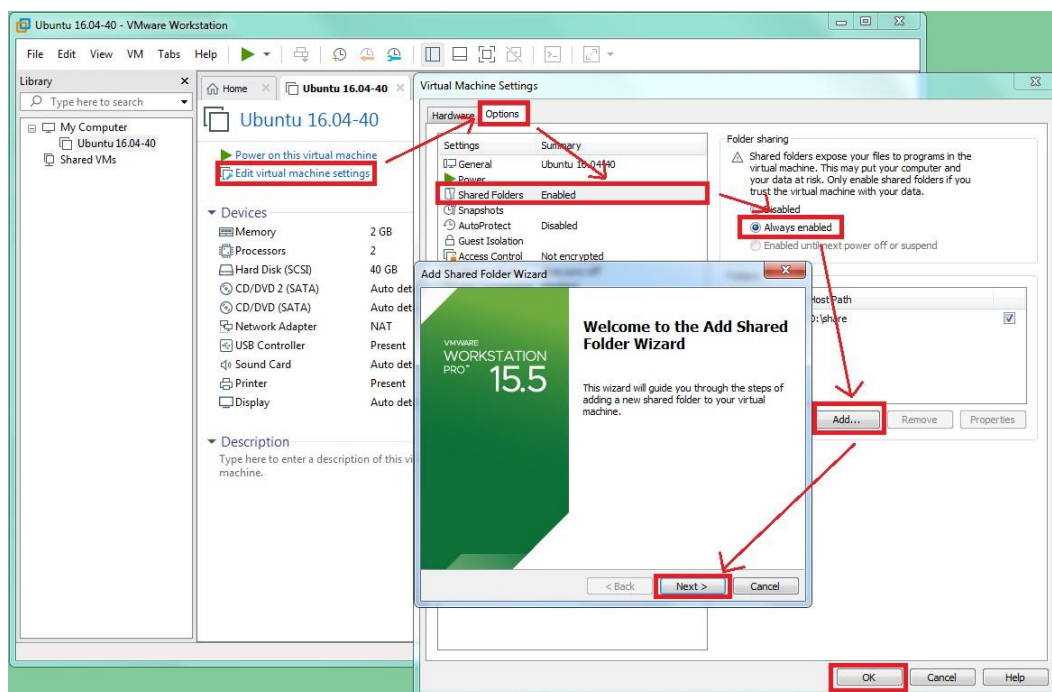 Ubuntu 16.04-40 - VMware Workstation
File Edit View VM Tabs Help
Library
Type here to search
My Computer
Ubuntu 16.04-40
Shared VMs
Home
Ubuntu 16.04-40
Ubuntu 16.04-40
Power on this virtual machine
Edit virtual machine settings
Devices
Memory 2 GB
Processors 2
Hard Disk (SCSI) 40 GB
CD/DVD 2 (SATA) Auto det
CD/DVD (SATA) Auto det
Network Adapter NAT
USB Controller Present
Sound Card Auto det
Printer Present
Display Auto det
Description
Type here to enter a description of this vi
machine.
Virtual Machine Settings
Hardware Options
Settings Summary
General Ubuntu 16.04-40
Power
Shared Folders Enabled
Snapshots
AutoProtect Disabled
Guest Isolation
Access Control Not encrypted
Folder sharing
Shared folders expose your files to programs in the
virtual machine. This may put your computer and
your data at risk. Only enable shared folders if you
trust the virtual machine with your data.
Disabled
Always enabled
Enabled until next power off or suspend
Host Path
D:\share
Add... Remove Properties
Add Shared Folder Wizard
VMWARE
WORKSTATION
PRO™ 15.5
Welcome to the Add Shared
Folder Wizard
This wizard will guide you through the steps of
adding a new shared folder to your virtual
machine.
< Back Next > Cancel
OK Cancel Help